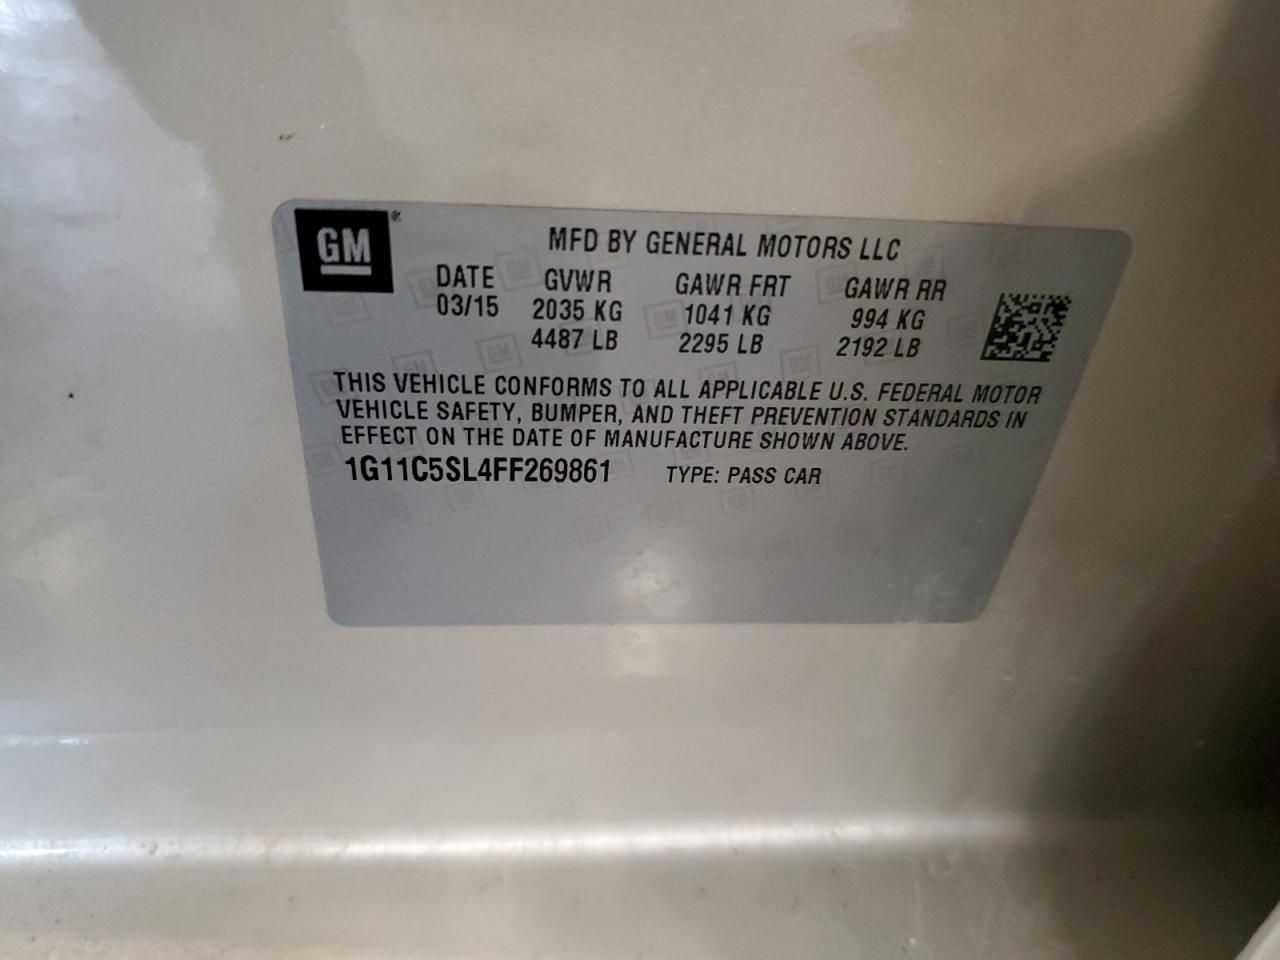 GM®
MFD BY GENERAL MOTORS LLC
DATE GVWR GAWR FRT GAWR RR
03/15 2035 KG 1041 KG 994 KG
4487 LB 2295 LB 2192 LB
THIS VEHICLE CONFORMS TO ALL APPLICABLE U.S. FEDERAL MOTOR
VEHICLE SAFETY, BUMPER, AND THEFT PREVENTION STANDARDS IN
EFFECT ON THE DATE OF MANUFACTURE SHOWN ABOVE.
1G11C5SL4FF269861 TYPE: PASS CAR